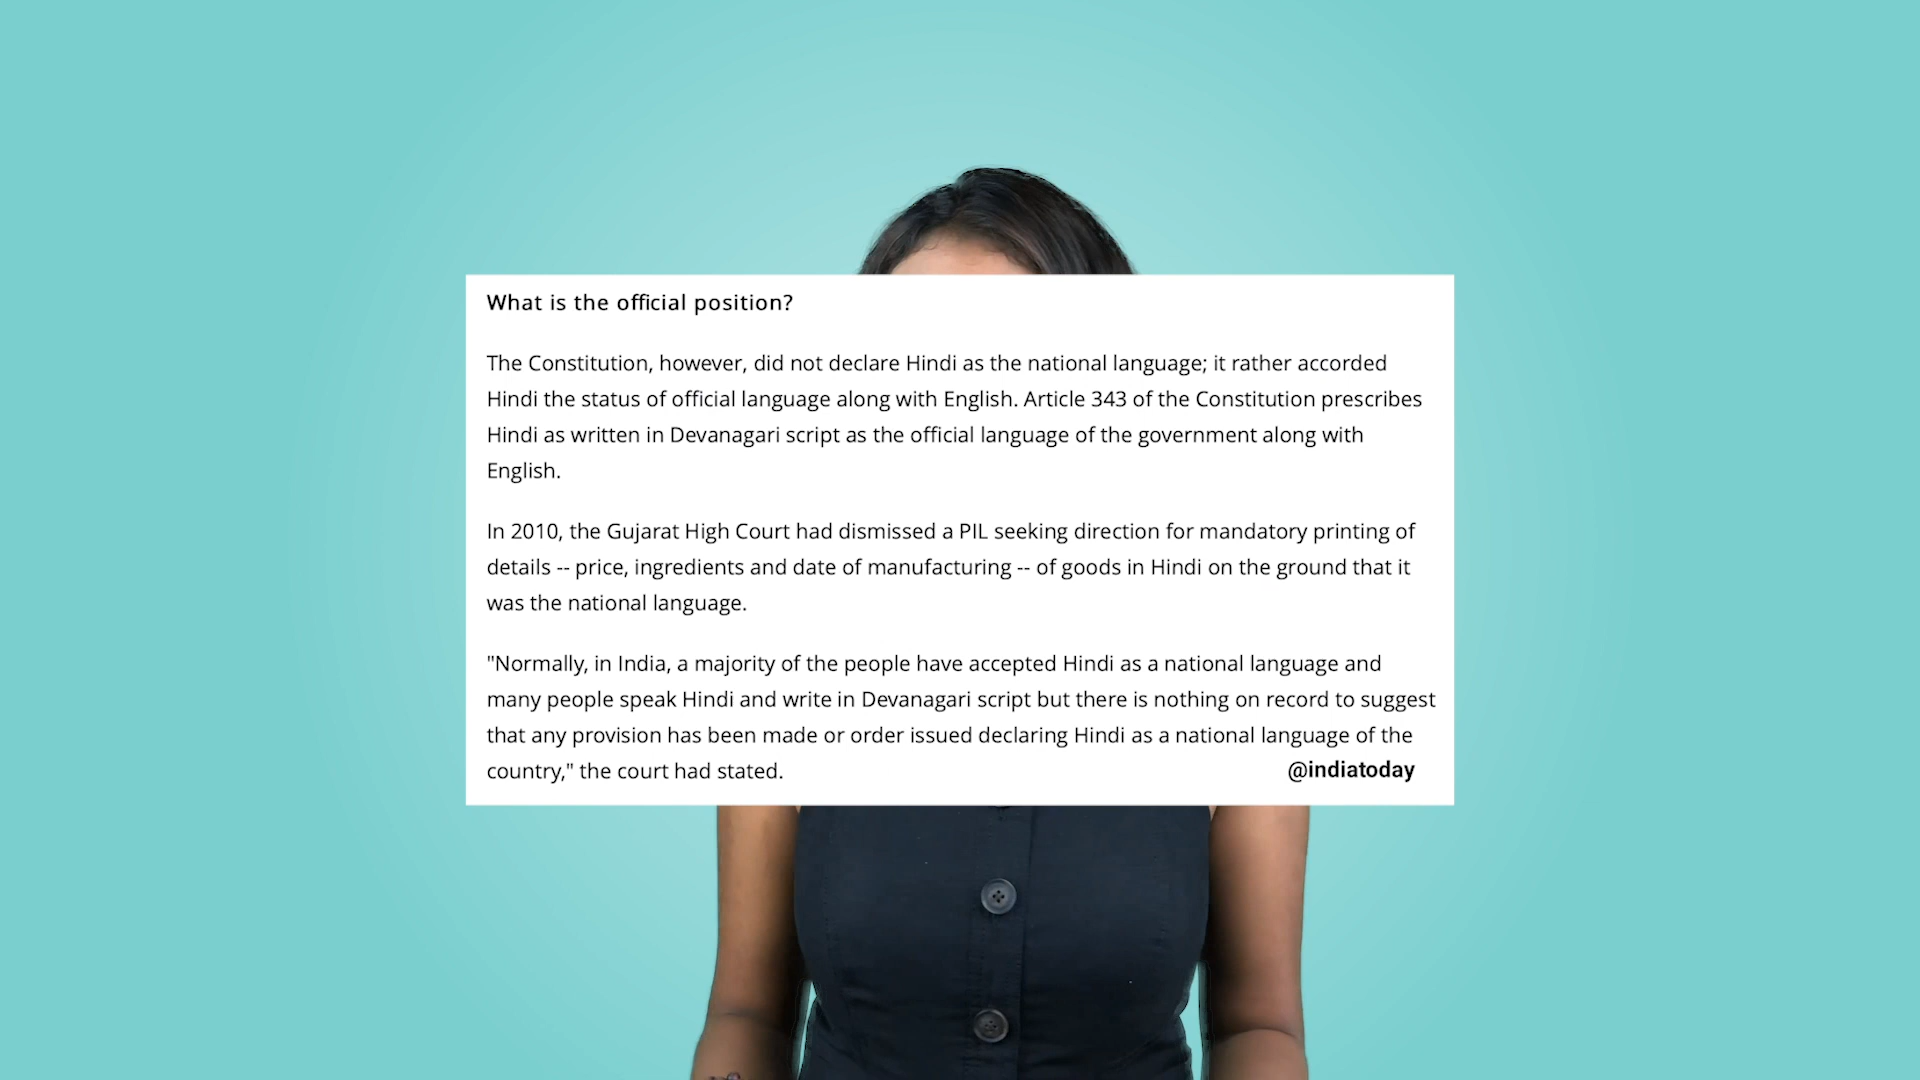 What is the official position?
The Constitution, however, did not declare Hindi as the national language; it rather accorded
Hindi the status of official language along with English. Article 343 of the Constitution prescribes
Hindi as written in Devanagari script as the official language of the government along with
English.
In 2010, the Gujarat High Court had dismissed a PIL seeking direction for mandatory printing of
details -- price, ingredients and date of manufacturing -- of goods in Hindi on the ground that it
was the national language.
"Normally, in India, a majority of the people have accepted Hindi as a national language and
many people speak Hindi and write in Devanagari script but there is nothing on record to suggest
that any provision has been made or order issued declaring Hindi as a national language of the
country," the court had stated.
@indiatoday